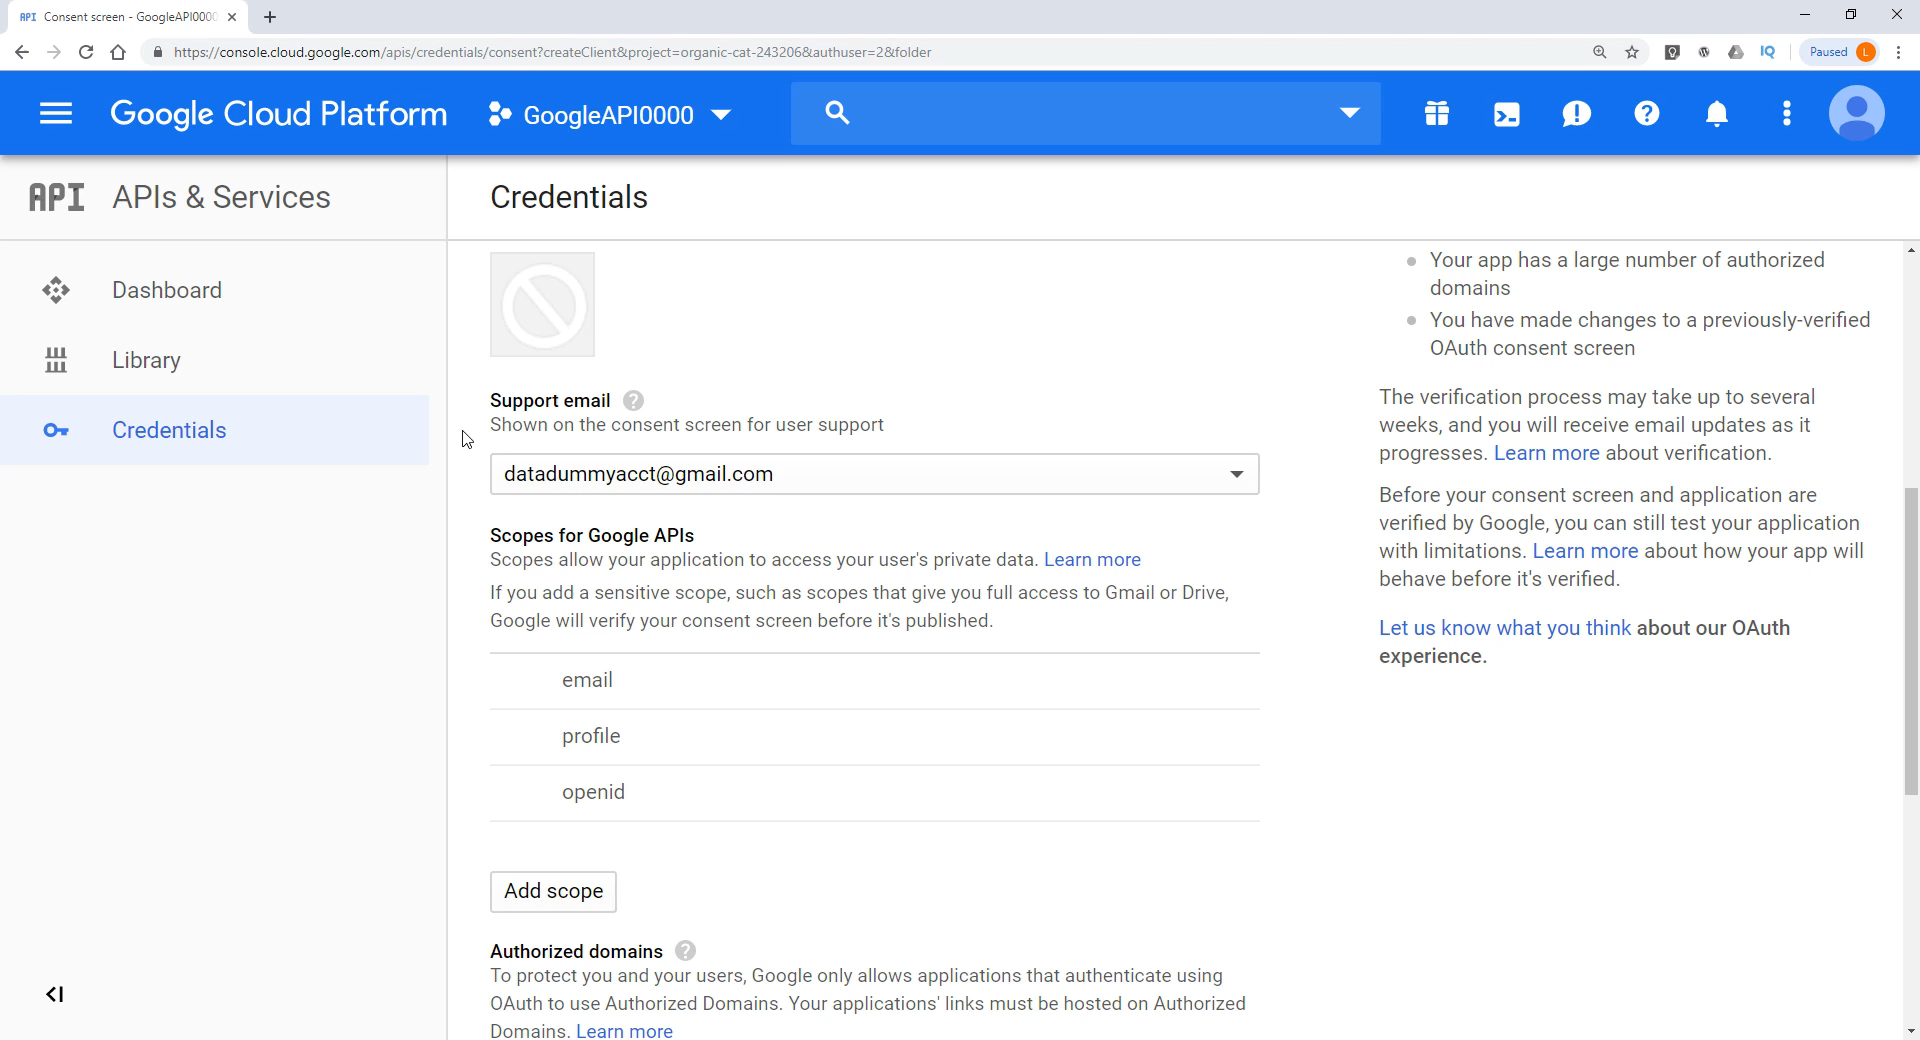 API Consent screen - GoogleAPI0000
https://console.cloud.google.com/apis/credentials/consent?createClient&project=organic-cat-243206&authuser=2&folder
IQ
Paused L
Google Cloud Platform
GoogleAPI0000
API APIs & Services
Credentials
Dashboard
Library
Credentials
Support email
Shown on the consent screen for user support
datadummyacct@gmail.com
Scopes for Google APIs
Scopes allow your application to access your user's private data. Learn more
If you add a sensitive scope, such as scopes that give you full access to Gmail or Drive,
Google will verify your consent screen before it's published.
email
profile
openid
Add scope
Authorized domains
To protect you and your users, Google only allows applications that authenticate using
OAuth to use Authorized Domains. Your applications' links must be hosted on Authorized
Domains. Learn more
Your app has a large number of authorized
domains
You have made changes to a previously-verified
OAuth consent screen
The verification process may take up to several
weeks, and you will receive email updates as it
progresses. Learn more about verification.
Before your consent screen and application are
verified by Google, you can still test your application
with limitations. Learn more about how your app will
behave before it's verified.
Let us know what you think about our OAuth
experience.